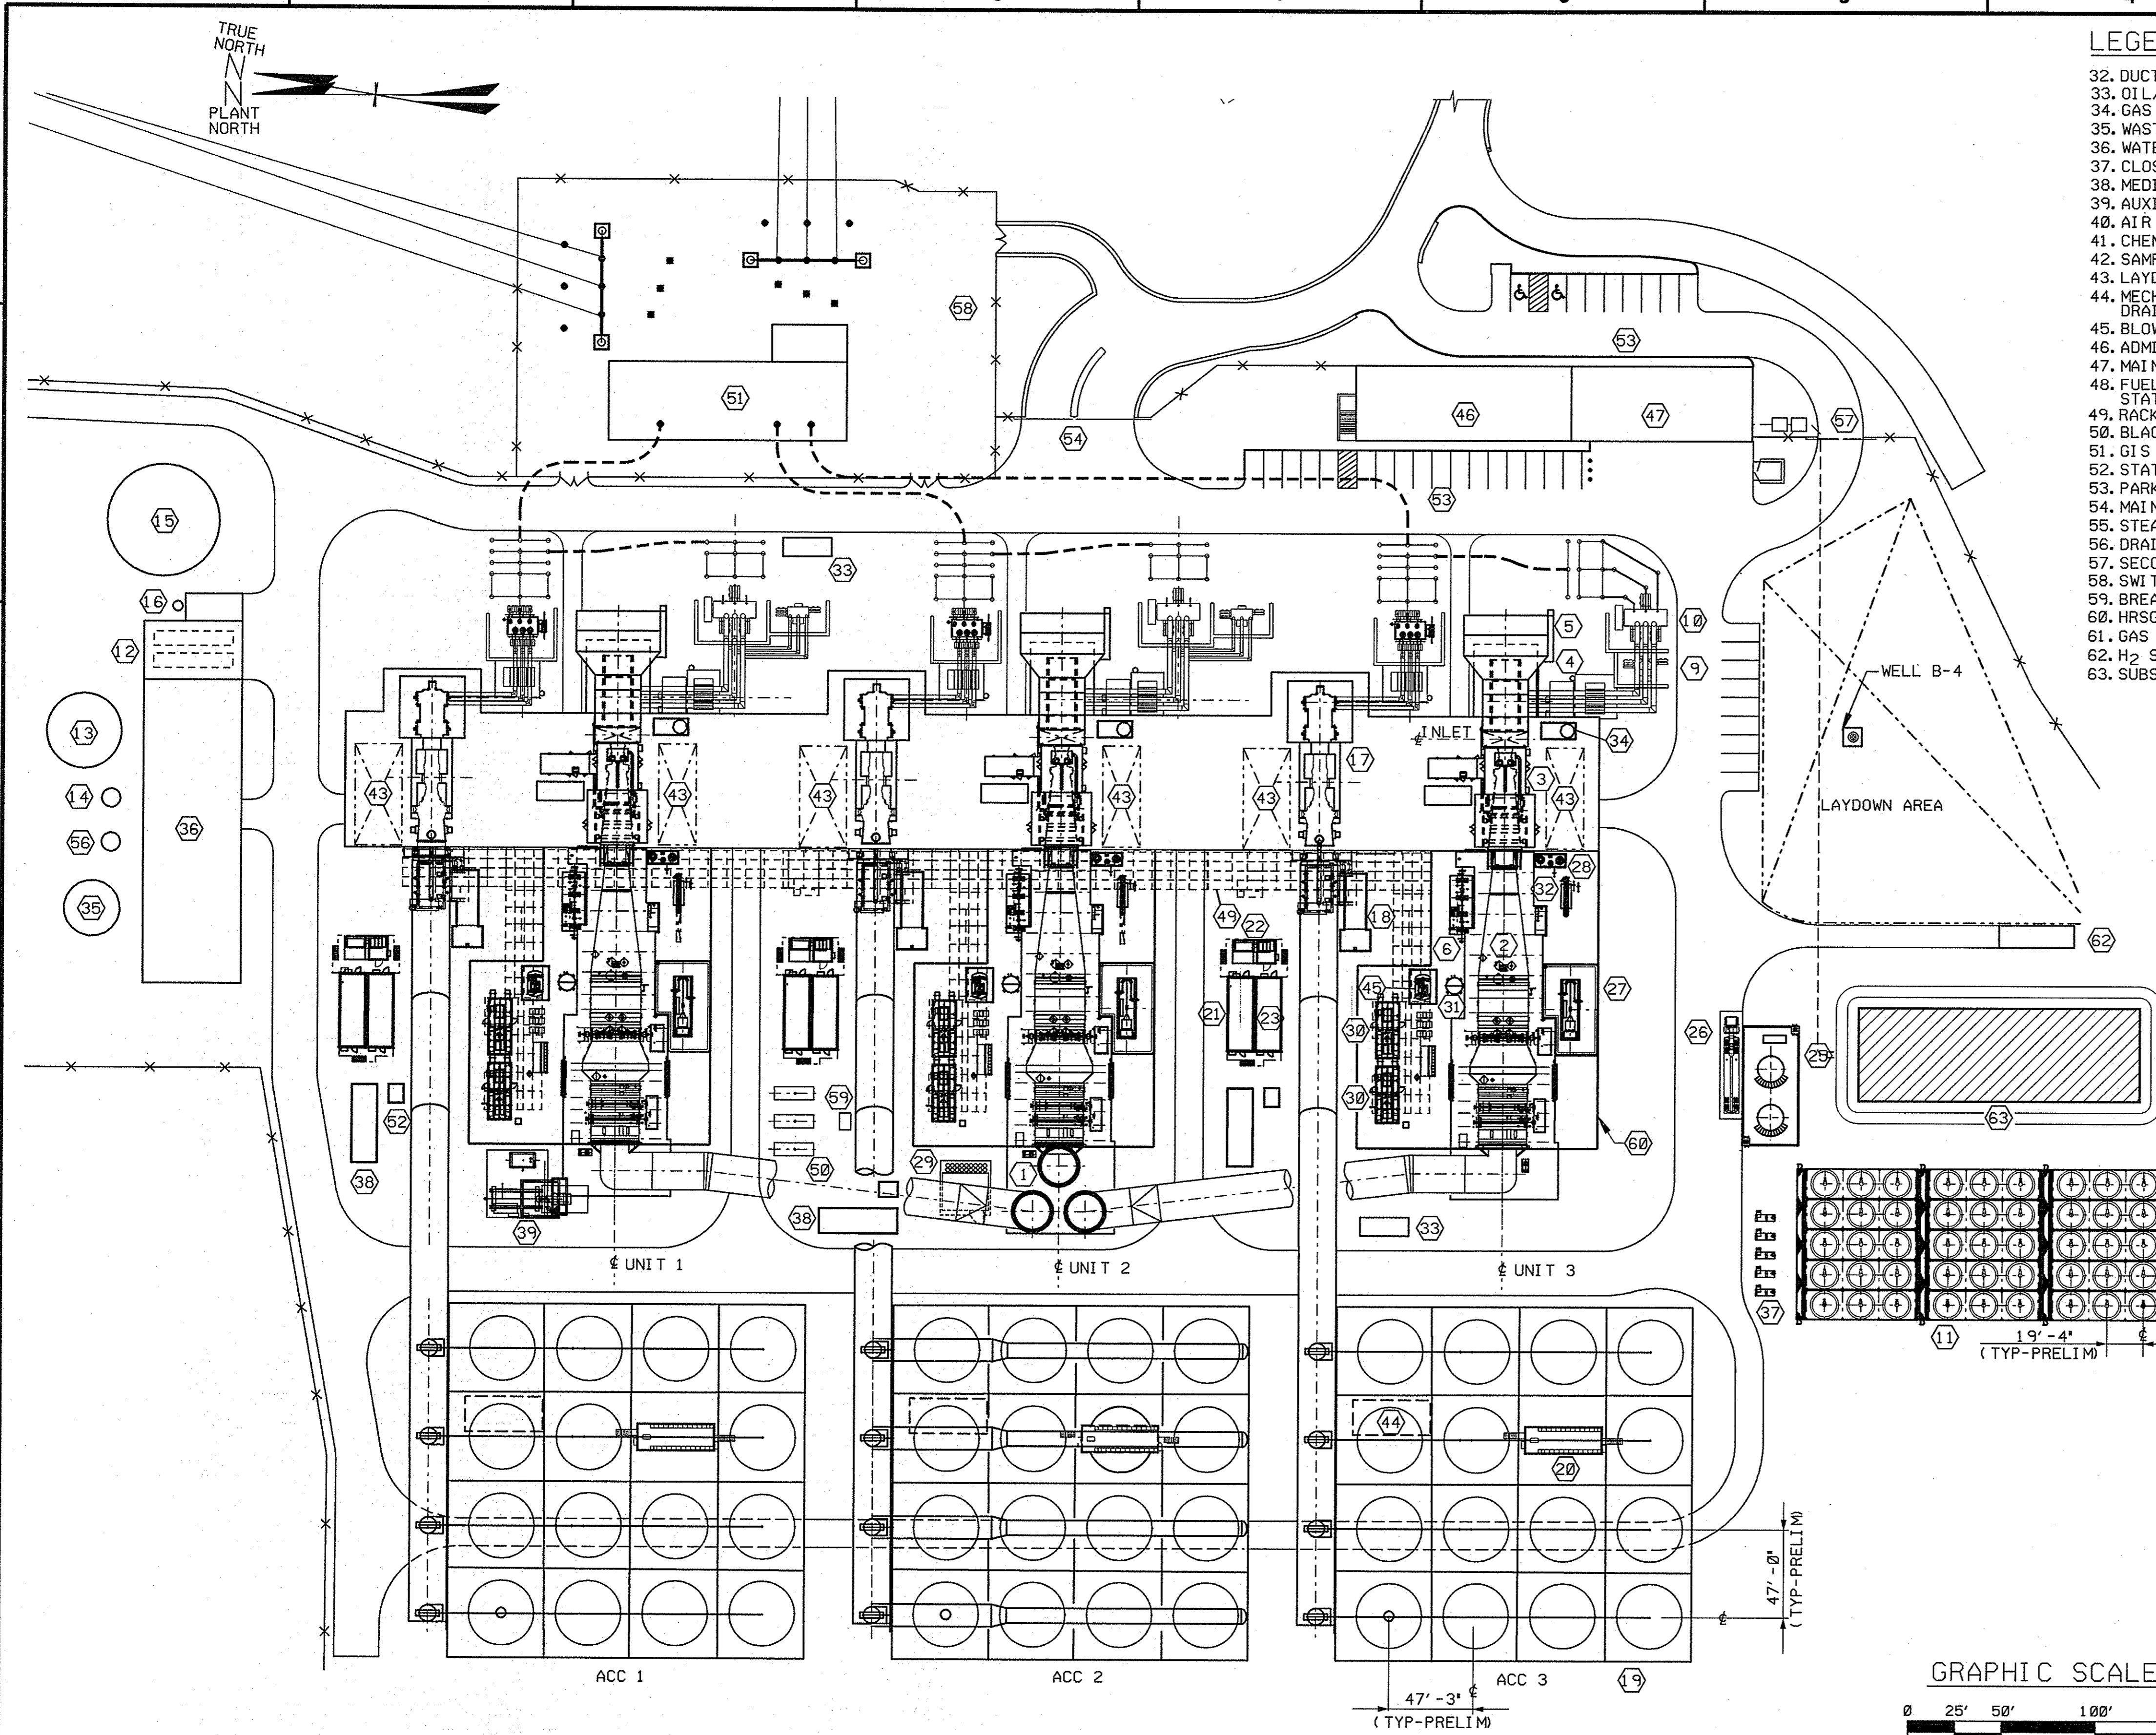 TRUE
NORTH
N
N
PLANT
NORTH
LEGE
32. DUCT
33. OIL/
34. GAS
35. WAST
36. WATE
37. CLOS
38. MEDI
39. AUXI
40. AIR
41. CHEM
42. SAMP
43. LAYD
44. MECH
DRAI
45. BLOW
46. ADMI
47. MAIN
48. FUEL
STAT
49. RACK
50. BLAC
51. GIS
52. STAT
53. PARK
54. MAIN
55. STEA
56. DRAI
57. SECO
58. SWIT
59. BREA
60. HRSG
61. GAS
62. H2 S
63. SUBS
58
53
51
46
47
57
54
53
15
33
16
12
5
10
4
9
WELL B-4
13
℄ INLET
34
17
14
43
43
43
43
43
3
43
LAYDOWN AREA
36
56
28
32
35
49
22
18
6
2
62
45
27
21
23
31
30
26
25
52
59
30
63
50
60
38
29
1
39
38
33
℄ UNIT 1
℄ UNIT 2
℄ UNIT 3
37
11
19'-4"
℄
(TYP-PRELIM)
44
20
47'-0"
(TYP-PRELIM)
℄
ACC 1
ACC 2
ACC 3
19
47'-3"
℄
(TYP-PRELIM)
GRAPHIC SCALE
0 25' 50' 100'